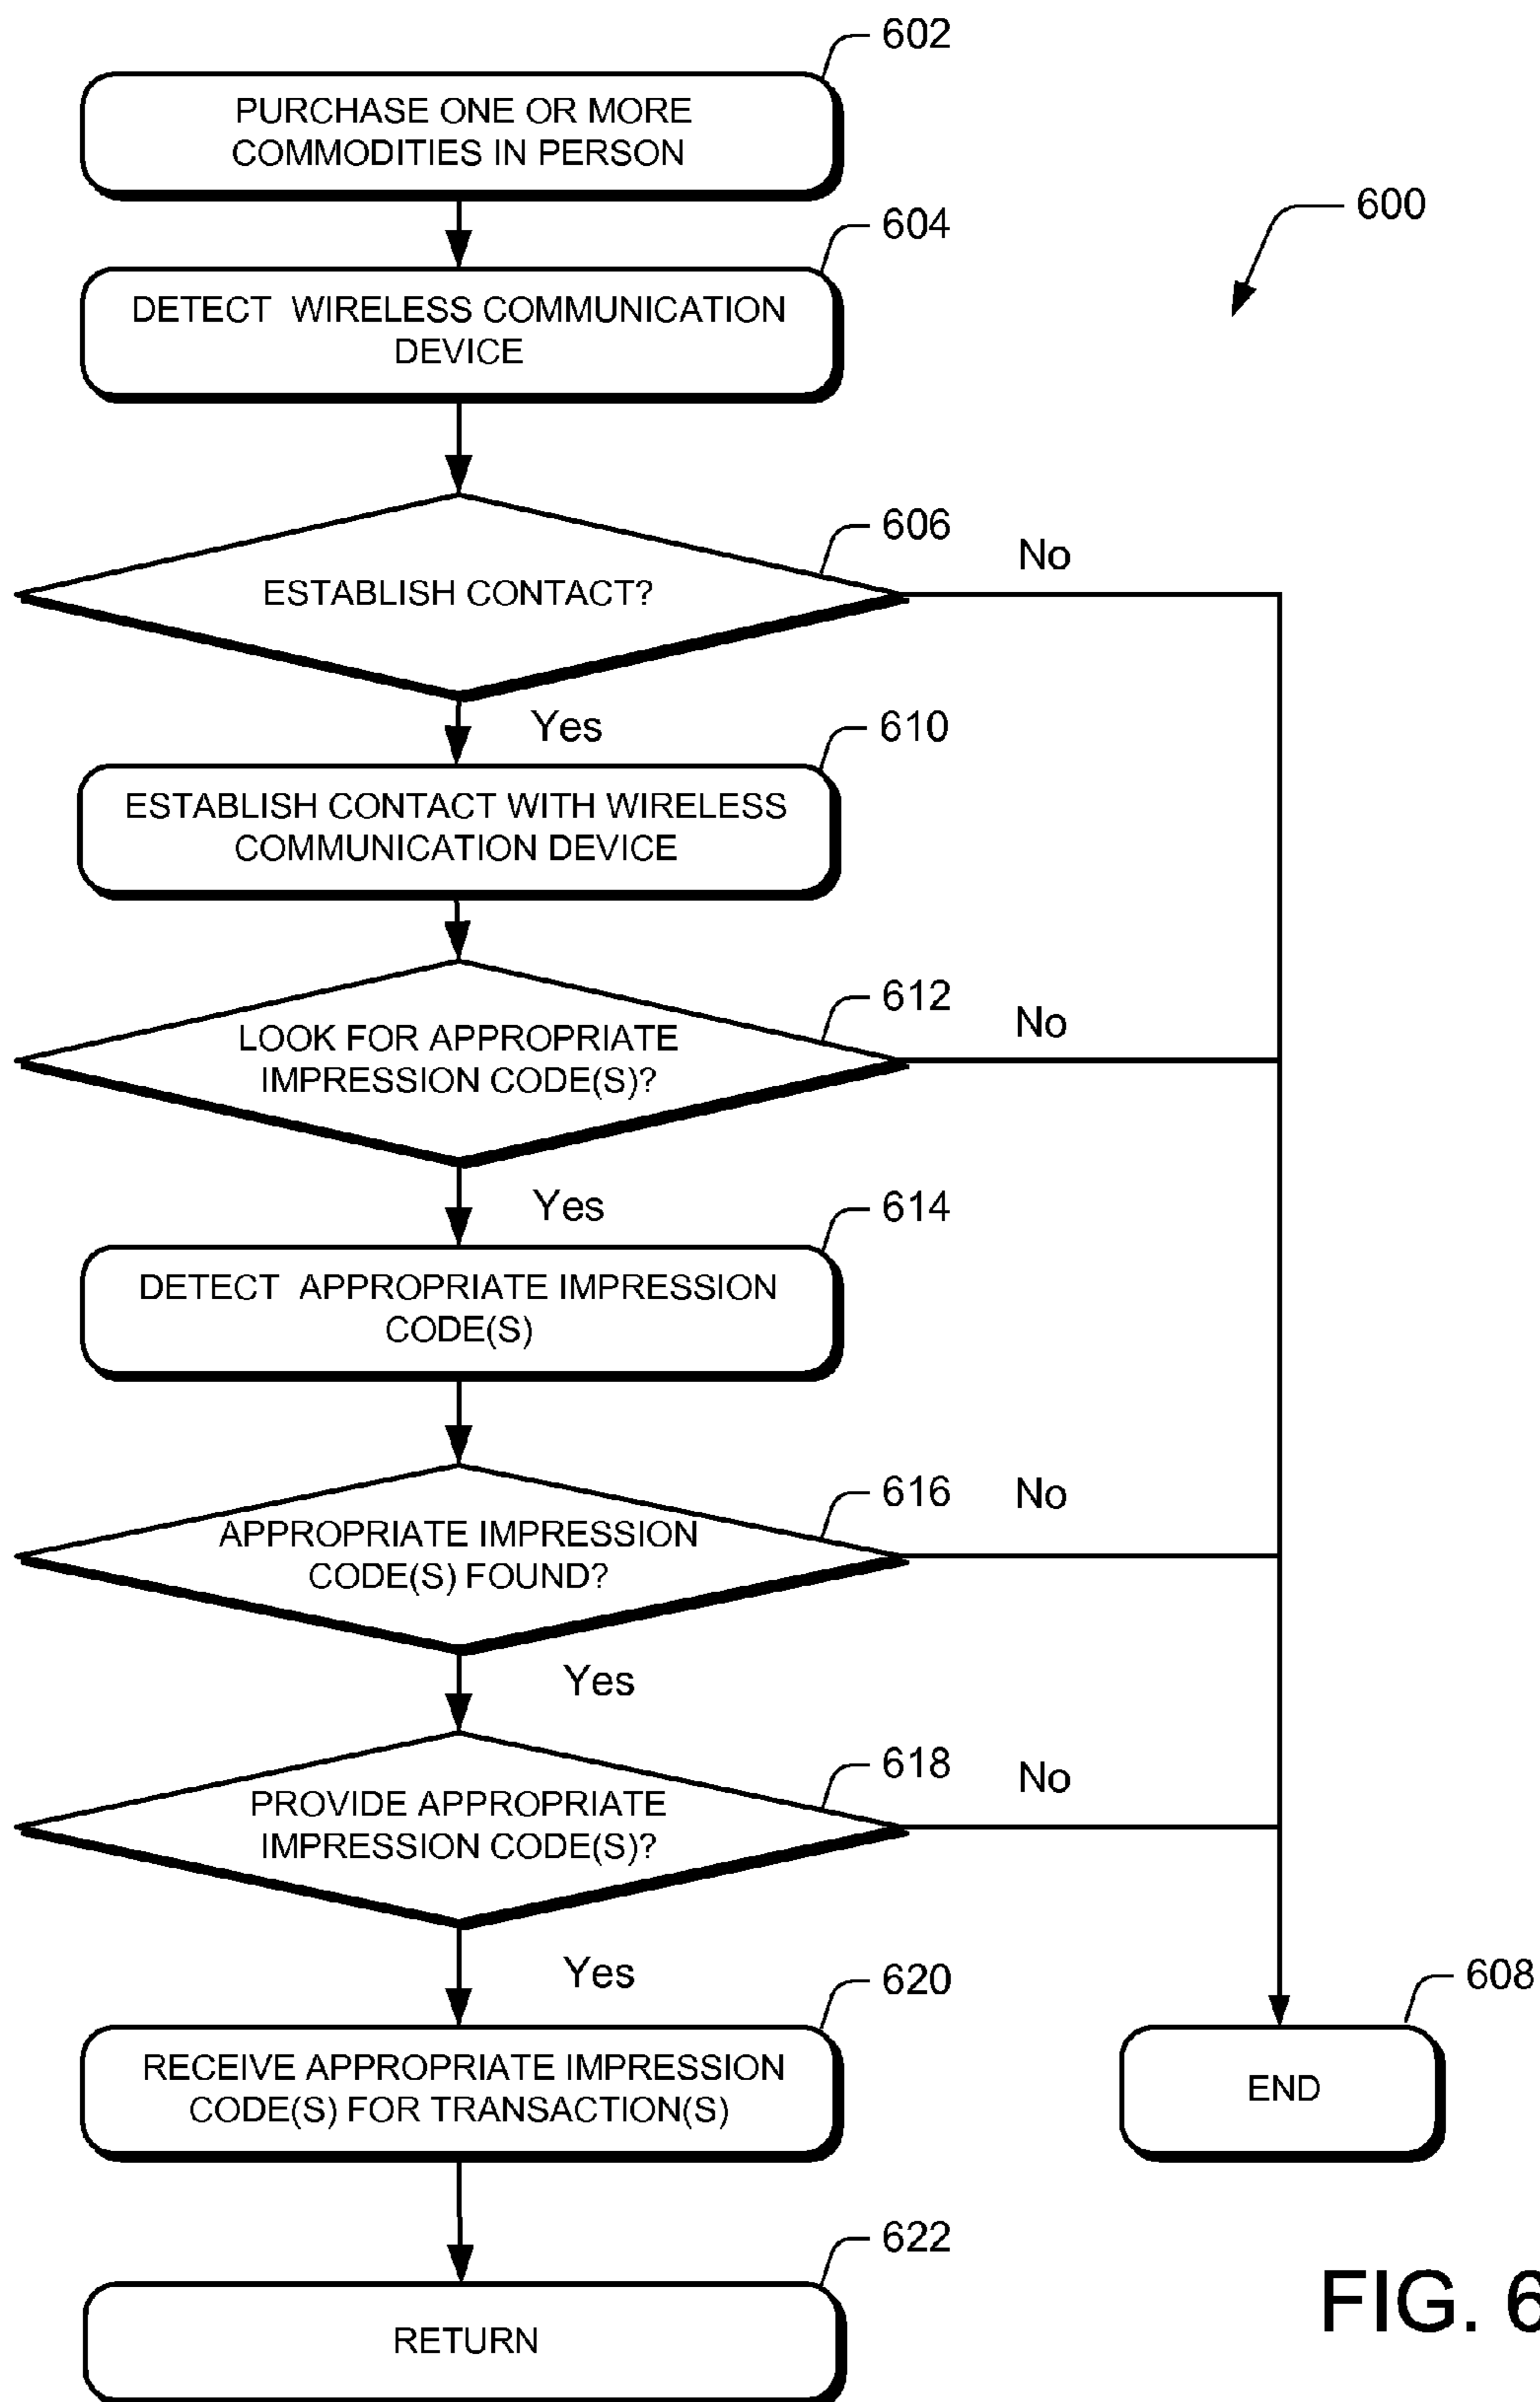 602
PURCHASE ONE OR MORE
COMMODITIES IN PERSON
600
604
DETECT WIRELESS COMMUNICATION
DEVICE
606
No
ESTABLISH CONTACT?
Yes
610
ESTABLISH CONTACT WITH WIRELESS
COMMUNICATION DEVICE
612
No
LOOK FOR APPROPRIATE
IMPRESSION CODE(S)?
Yes
614
DETECT APPROPRIATE IMPRESSION
CODE(S)
616
No
APPROPRIATE IMPRESSION
CODE(S) FOUND?
Yes
618
No
PROVIDE APPROPRIATE
IMPRESSION CODE(S)?
Yes
620
608
RECEIVE APPROPRIATE IMPRESSION
CODE(S) FOR TRANSACTION(S)
END
622
RETURN
FIG. 6